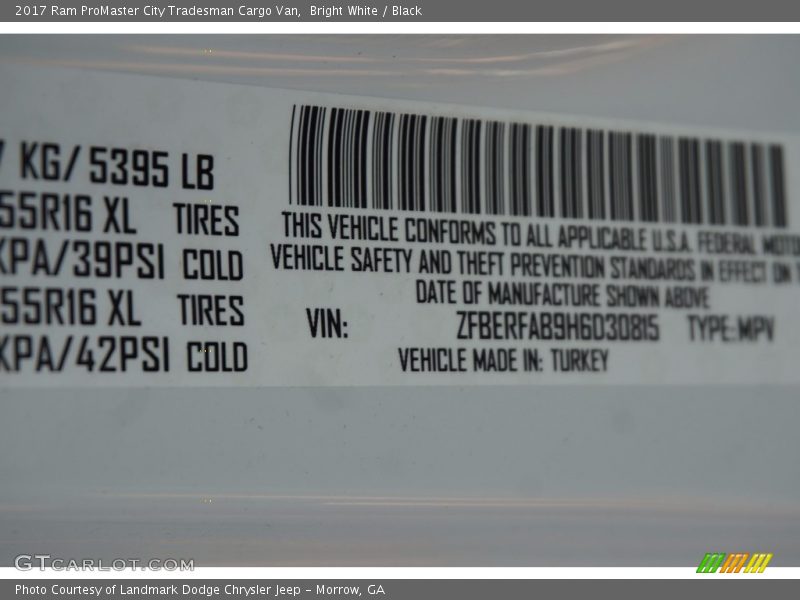 2017 Ram ProMaster City Tradesman Cargo Van, Bright White / Black
KG/ 5395 LB
55R16 XL TIRES
KPA/39PSI COLD
55R16 XL TIRES
KPA/42PSI COLD
THIS VEHICLE CONFORMS TO ALL APPLICABLE U.S.A. FEDERAL MOTO
VEHICLE SAFETY AND THEFT PREVENTION STANDARDS IN EFFECT ON T
DATE OF MANUFACTURE SHOWN ABOVE
VIN: ZFBERFAB9H6D30815 TYPE: MPV
VEHICLE MADE IN: TURKEY
GTCARLOT.COM
Photo Courtesy of Landmark Dodge Chrysler Jeep - Morrow, GA